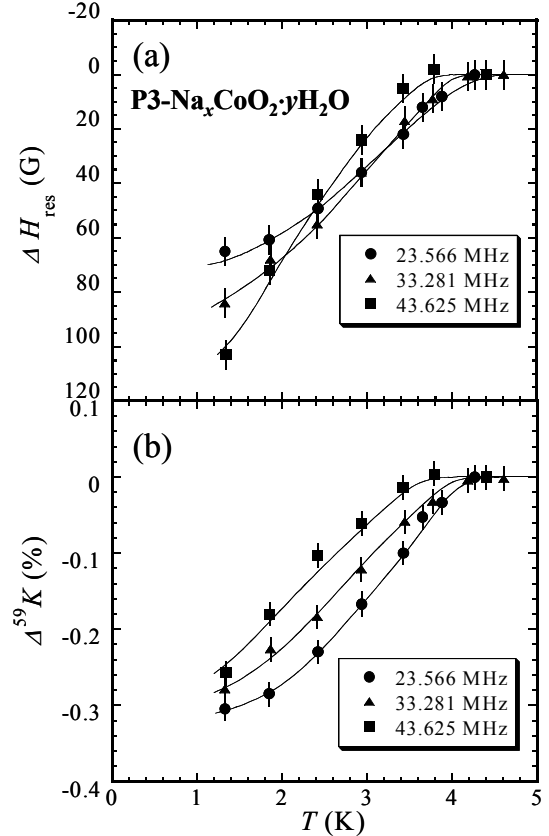 -20
(a)
0
P3-NaxCoO2·yH2O
20
40
Δ Hres (G)
60
23.566 MHz
33.281 MHz
80
43.625 MHz
100
120
0.1
(b)
0
-0.1
Δ 59K (%)
-0.2
23.566 MHz
-0.3
33.281 MHz
43.625 MHz
-0.4
0 1 2 3 4 5
T (K)